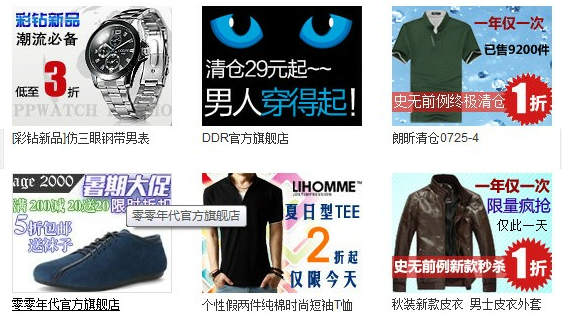 彩钻新品
潮流必备
低至3折
PPWATCH
[彩钻新品]仿三眼钢带男表
清仓29元起~~
男人穿得起!
DDR官方旗舰店
一年仅一次
已售9200件
史无前例终极清仓1折
朗昕清仓0725-4
age 2000 暑期大促
满200减20送20 限时折扣
5折包邮
送袜子
零零年代官方旗舰店
零零年代官方旗舰店
LIHOMME™
夏日型TEE
2折起
仅限今天
个性假两件纯棉时尚短袖T恤
一年仅一次
限量疯抢
仅此一天
史无前例新款秒杀1折
秋装新款皮衣 男士皮衣外套